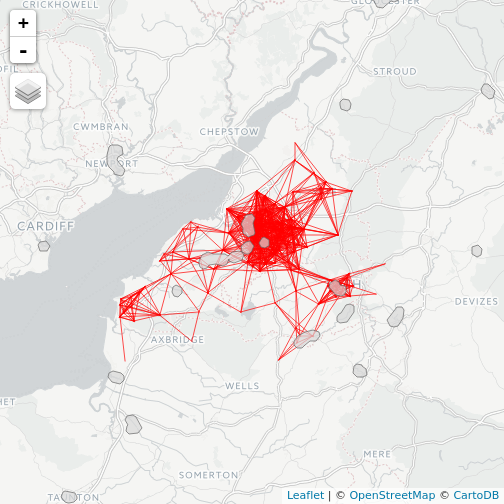 CRICKHOWELL
GLOUCESTER
+
-
STROUD
CWMBRAN
CHEPSTOW
NEWPORT
CARDIFF
DEVIZES
AXBRIDGE
WELLS
MERE
SOMERTON
TAUNTON
Leaflet | © OpenStreetMap © CartoDB